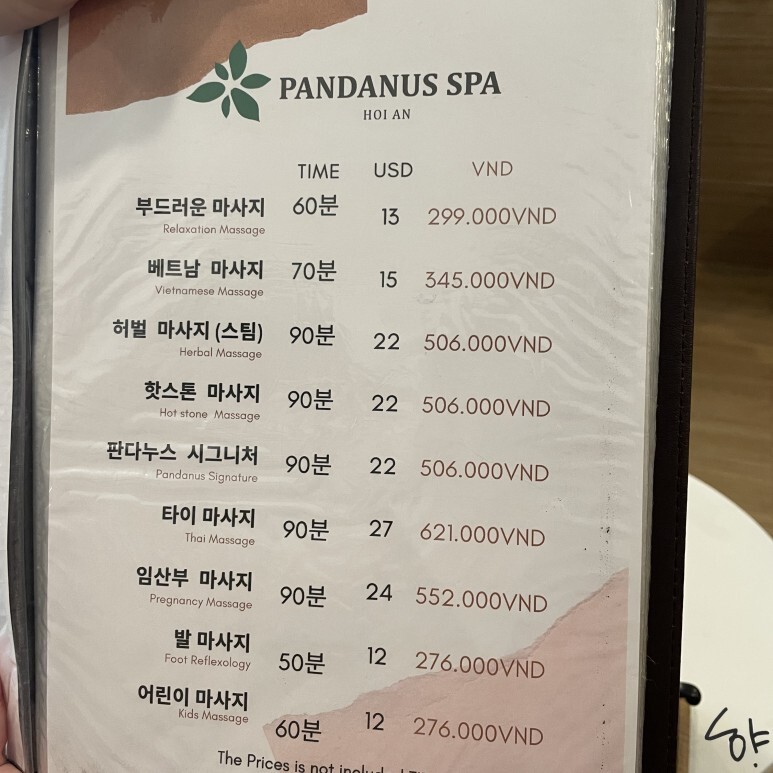 PANDANUS SPA
HOI AN
TIME USD VND
부드러운 마사지 60분 13 299.000VND
Relaxation Massage
베트남 마사지 70분 15 345.000VND
Vietnamese Massage
허벌 마사지 (스팀) 90분 22 506.000VND
Herbal Massage
핫스톤 마사지 90분 22 506.000VND
Hot stone Massage
판다누스 시그니처 90분 22 506.000VND
Pandanus Signature
타이 마사지 90분 27 621.000VND
Thai Massage
임산부 마사지 90분 24 552.000VND
Pregnancy Massage
발 마사지 50분 12 276.000VND
Foot Reflexology
어린이 마사지 60분 12 276.000VND
Kids Massage
The Prices is not